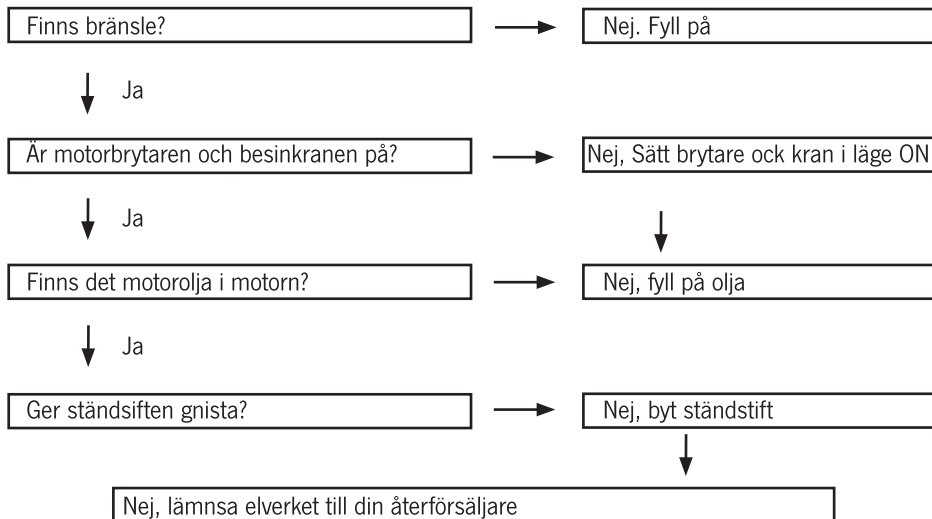 Finns bränsle?
Nej. Fyll på
Ja
Är motorbrytaren och besinkranen på?
Nej, Sätt brytare ock kran i läge ON
Ja
Finns det motorolja i motorn?
Nej, fyll på olja
Ja
Ger ständsiften gnista?
Nej, byt ständstift
Nej, lämnsa elverket till din återförsäljare